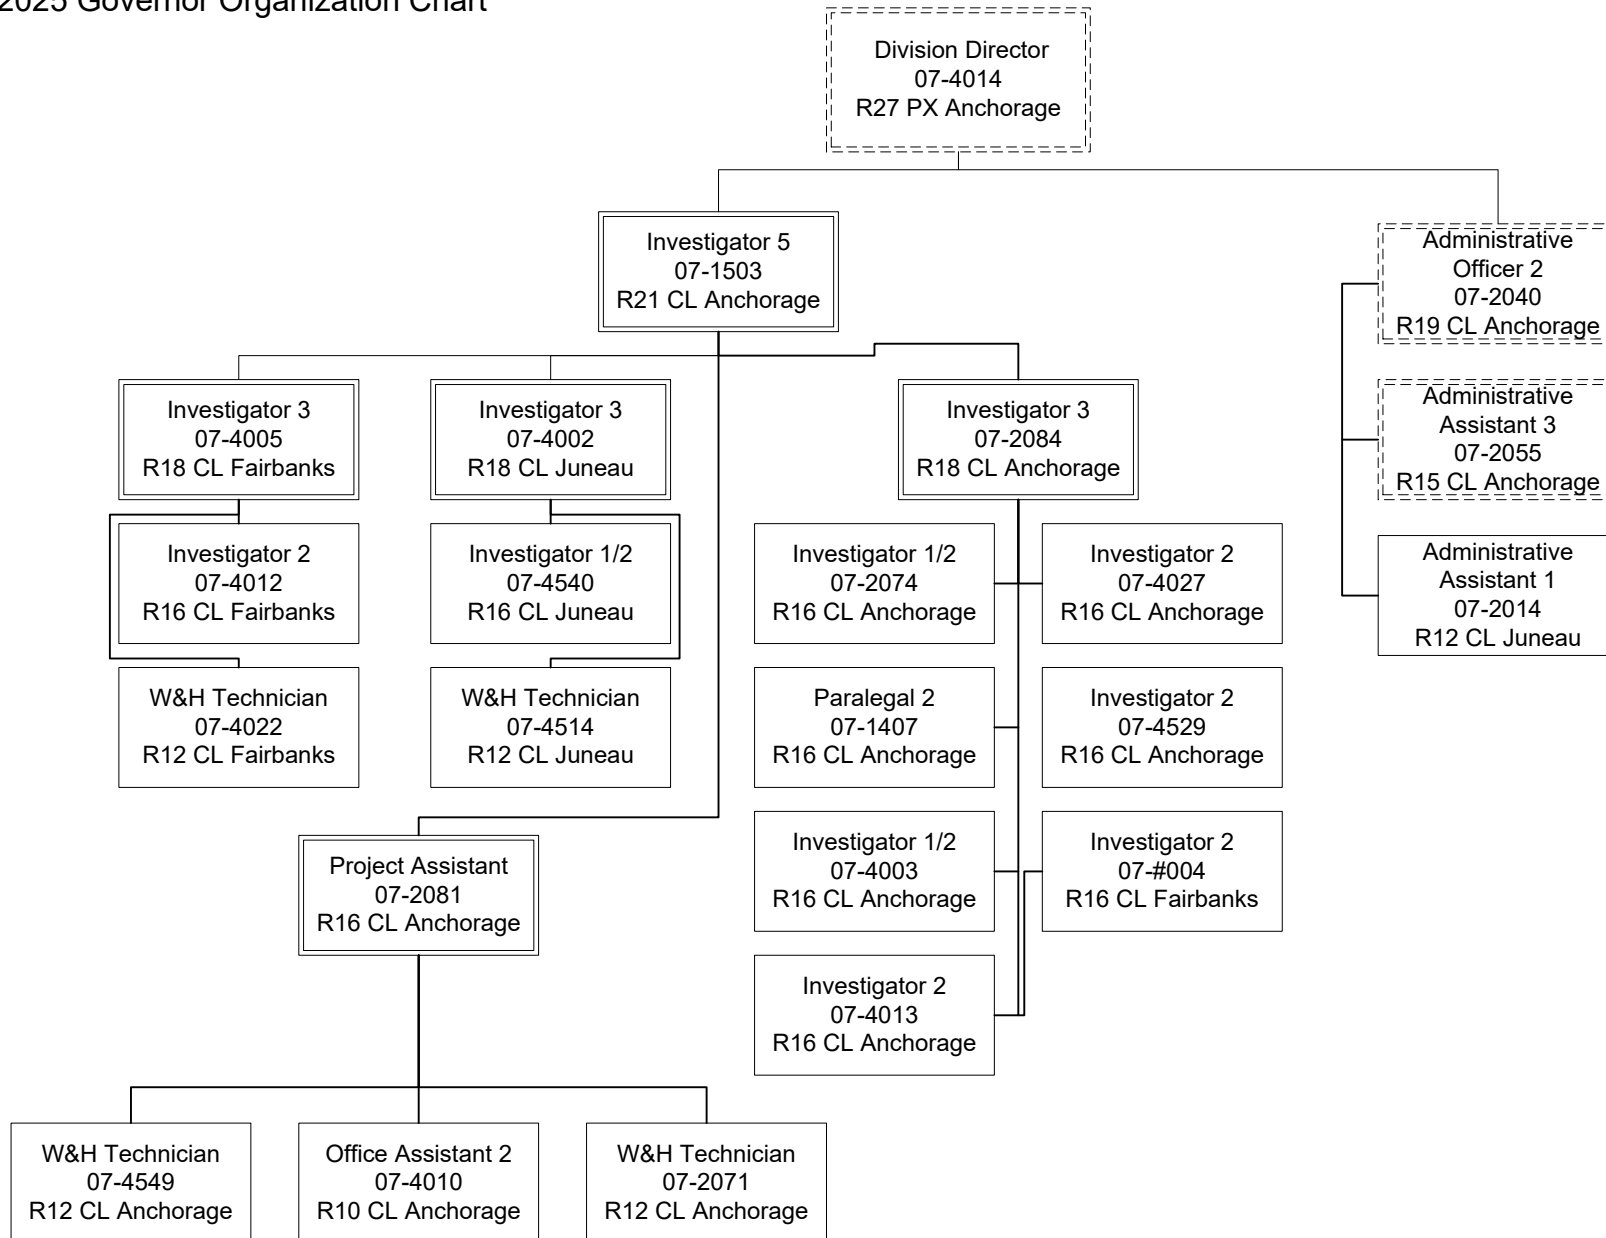 2025 Governor Organization Chart
Division Director
07-4014
R27 PX Anchorage
Investigator 5
07-1503
R21 CL Anchorage
Administrative
Officer 2
07-2040
R19 CL Anchorage
Investigator 3
07-4005
R18 CL Fairbanks
Investigator 3
07-4002
R18 CL Juneau
Investigator 3
07-2084
R18 CL Anchorage
Administrative
Assistant 3
07-2055
R15 CL Anchorage
Investigator 2
07-4012
R16 CL Fairbanks
Investigator 1/2
07-4540
R16 CL Juneau
Investigator 1/2
07-2074
R16 CL Anchorage
Investigator 2
07-4027
R16 CL Anchorage
Administrative
Assistant 1
07-2014
R12 CL Juneau
W&H Technician
07-4022
R12 CL Fairbanks
W&H Technician
07-4514
R12 CL Juneau
Paralegal 2
07-1407
R16 CL Anchorage
Investigator 2
07-4529
R16 CL Anchorage
Project Assistant
07-2081
R16 CL Anchorage
Investigator 1/2
07-4003
R16 CL Anchorage
Investigator 2
07-#004
R16 CL Fairbanks
Investigator 2
07-4013
R16 CL Anchorage
W&H Technician
07-4549
R12 CL Anchorage
Office Assistant 2
07-4010
R10 CL Anchorage
W&H Technician
07-2071
R12 CL Anchorage